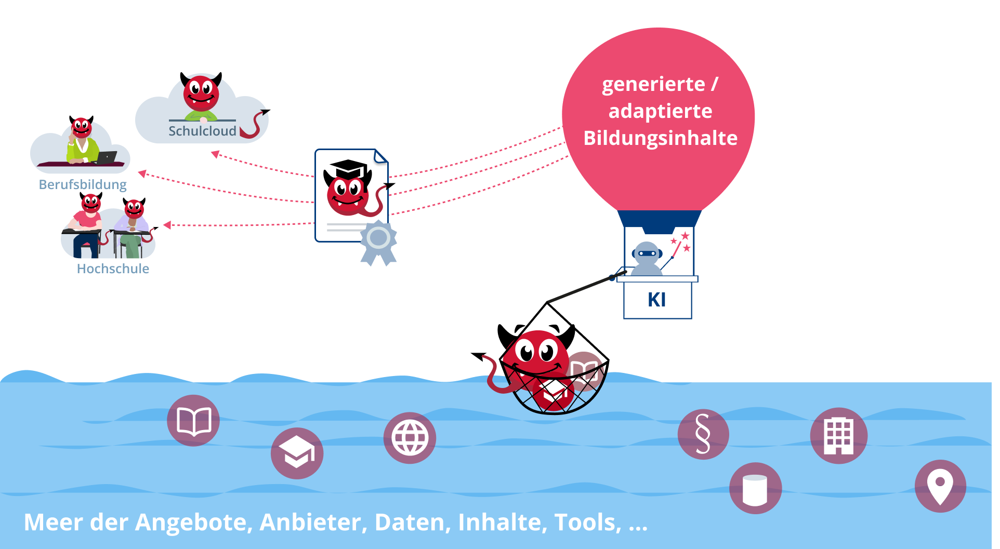 generierte /
adaptierte
Bildungsinhalte
Schulcloud
Berufsbildung
Hochschule
KI
§
Meer der Angebote, Anbieter, Daten, Inhalte, Tools, ...